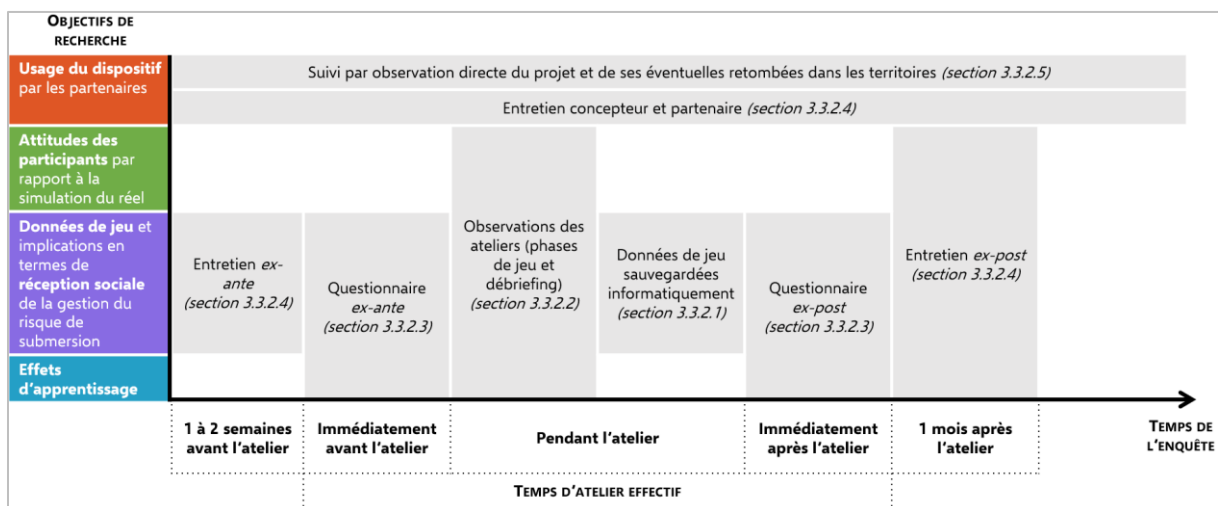 OBJECTIFS DE
RECHERCHE
Usage du dispositif
par les partenaires
Suivi par observation directe du projet et de ses éventuelles retombées dans les territoires (section 3.3.2.5)
Entretien concepteur et partenaire (section 3.3.2.4)
Attitudes des
participants par
rapport à la
simulation du réel
Données de jeu et
implications en
termes de
réception sociale
de la gestion du
risque de
submersion
Entretien ex-
ante
(section 3.3.2.4)
Questionnaire
ex-ante
(section 3.3.2.3)
Observations des
ateliers (phases
de jeu et
débriefing)
(section 3.3.2.2)
Données de jeu
sauvegardées
informatiquement
(section 3.3.2.1)
Questionnaire
ex-post
(section 3.3.2.3)
Entretien ex-post
(section 3.3.2.4)
Effets
d’apprentissage
1 à 2 semaines
avant l’atelier
Immédiatement
avant l’atelier
Pendant l’atelier
Immédiatement
après l’atelier
1 mois après
l’atelier
TEMPS DE
L’ENQUÊTE
TEMPS D’ATELIER EFFECTIF